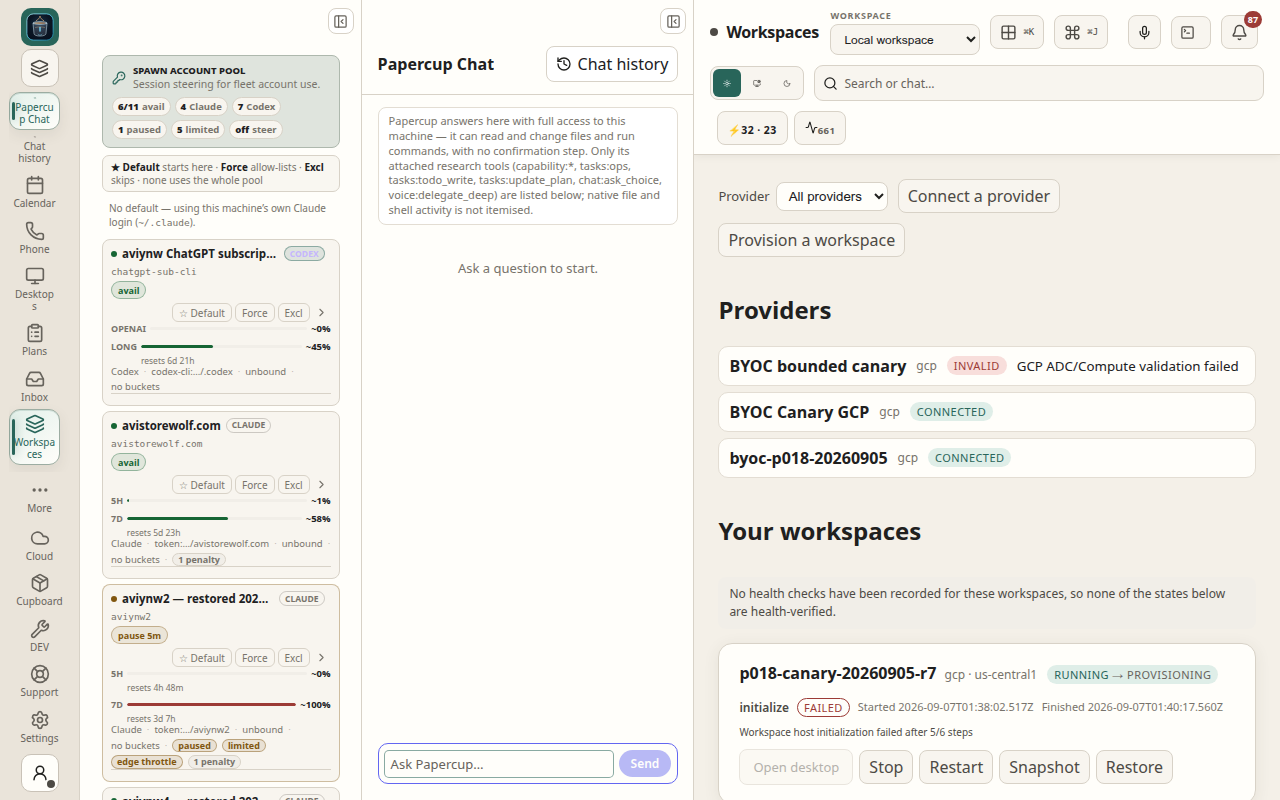 Papercu
p Chat
Chat
history
Calendar
Phone
Desktop
s
Plans
Inbox
Workspa
ces
More
Cloud
Cupboard
DEV
Support
Settings
SPAWN ACCOUNT POOL
Session steering for fleet account use.
6/11 avail 4 Claude 7 Codex
1 paused 5 limited off steer
★ Default starts here · Force allow-lists · Excl
skips · none uses the whole pool
No default — using this machine's own Claude
login (~/.claude).
aviynw ChatGPT subscrip... CODEX
chatgpt-sub-cli
avail
☆ Default Force Excl
OPENAI ~0%
LONG ~45%
resets 6d 21h
Codex · codex-cli:.../.codex · unbound ·
no buckets
avistorewolf.com CLAUDE
avistorewolf.com
avail
☆ Default Force Excl
5H ~1%
7D ~58%
resets 5d 23h
Claude · token:.../avistorewolf.com · unbound ·
no buckets · 1 penalty
aviynw2 — restored 202... CLAUDE
aviynw2
pause 5m
☆ Default Force Excl
5H ~0%
resets 4h 48m
7D ~100%
resets 3d 7h
Claude · token:.../aviynw2 · unbound ·
no buckets · paused limited
edge throttle 1 penalty
aviynw4 — restored 202... CLAUDE
Papercup Chat
Chat history
Papercup answers here with full access to this
machine — it can read and change files and run
commands, with no confirmation step. Only its
attached research tools (capability:*, tasks:ops,
tasks:todo_write, tasks:update_plan, chat:ask_choice,
voice:delegate_deep) are listed below; native file and
shell activity is not itemised.
Ask a question to start.
Ask Papercup... Send
Workspaces
WORKSPACE
Local workspace
⌘K
⌘J
87
Search or chat...
⚡32 · 23
661
Provider All providers Connect a provider
Provision a workspace
Providers
BYOC bounded canary gcp INVALID GCP ADC/Compute validation failed
BYOC Canary GCP gcp CONNECTED
byoc-p018-20260905 gcp CONNECTED
Your workspaces
No health checks have been recorded for these workspaces, so none of the states below
are health-verified.
p018-canary-20260905-r7 gcp · us-central1 RUNNING → PROVISIONING
initialize FAILED Started 2026-09-07T01:38:02.517Z Finished 2026-09-07T01:40:17.560Z
Workspace host initialization failed after 5/6 steps
Open desktop Stop Restart Snapshot Restore